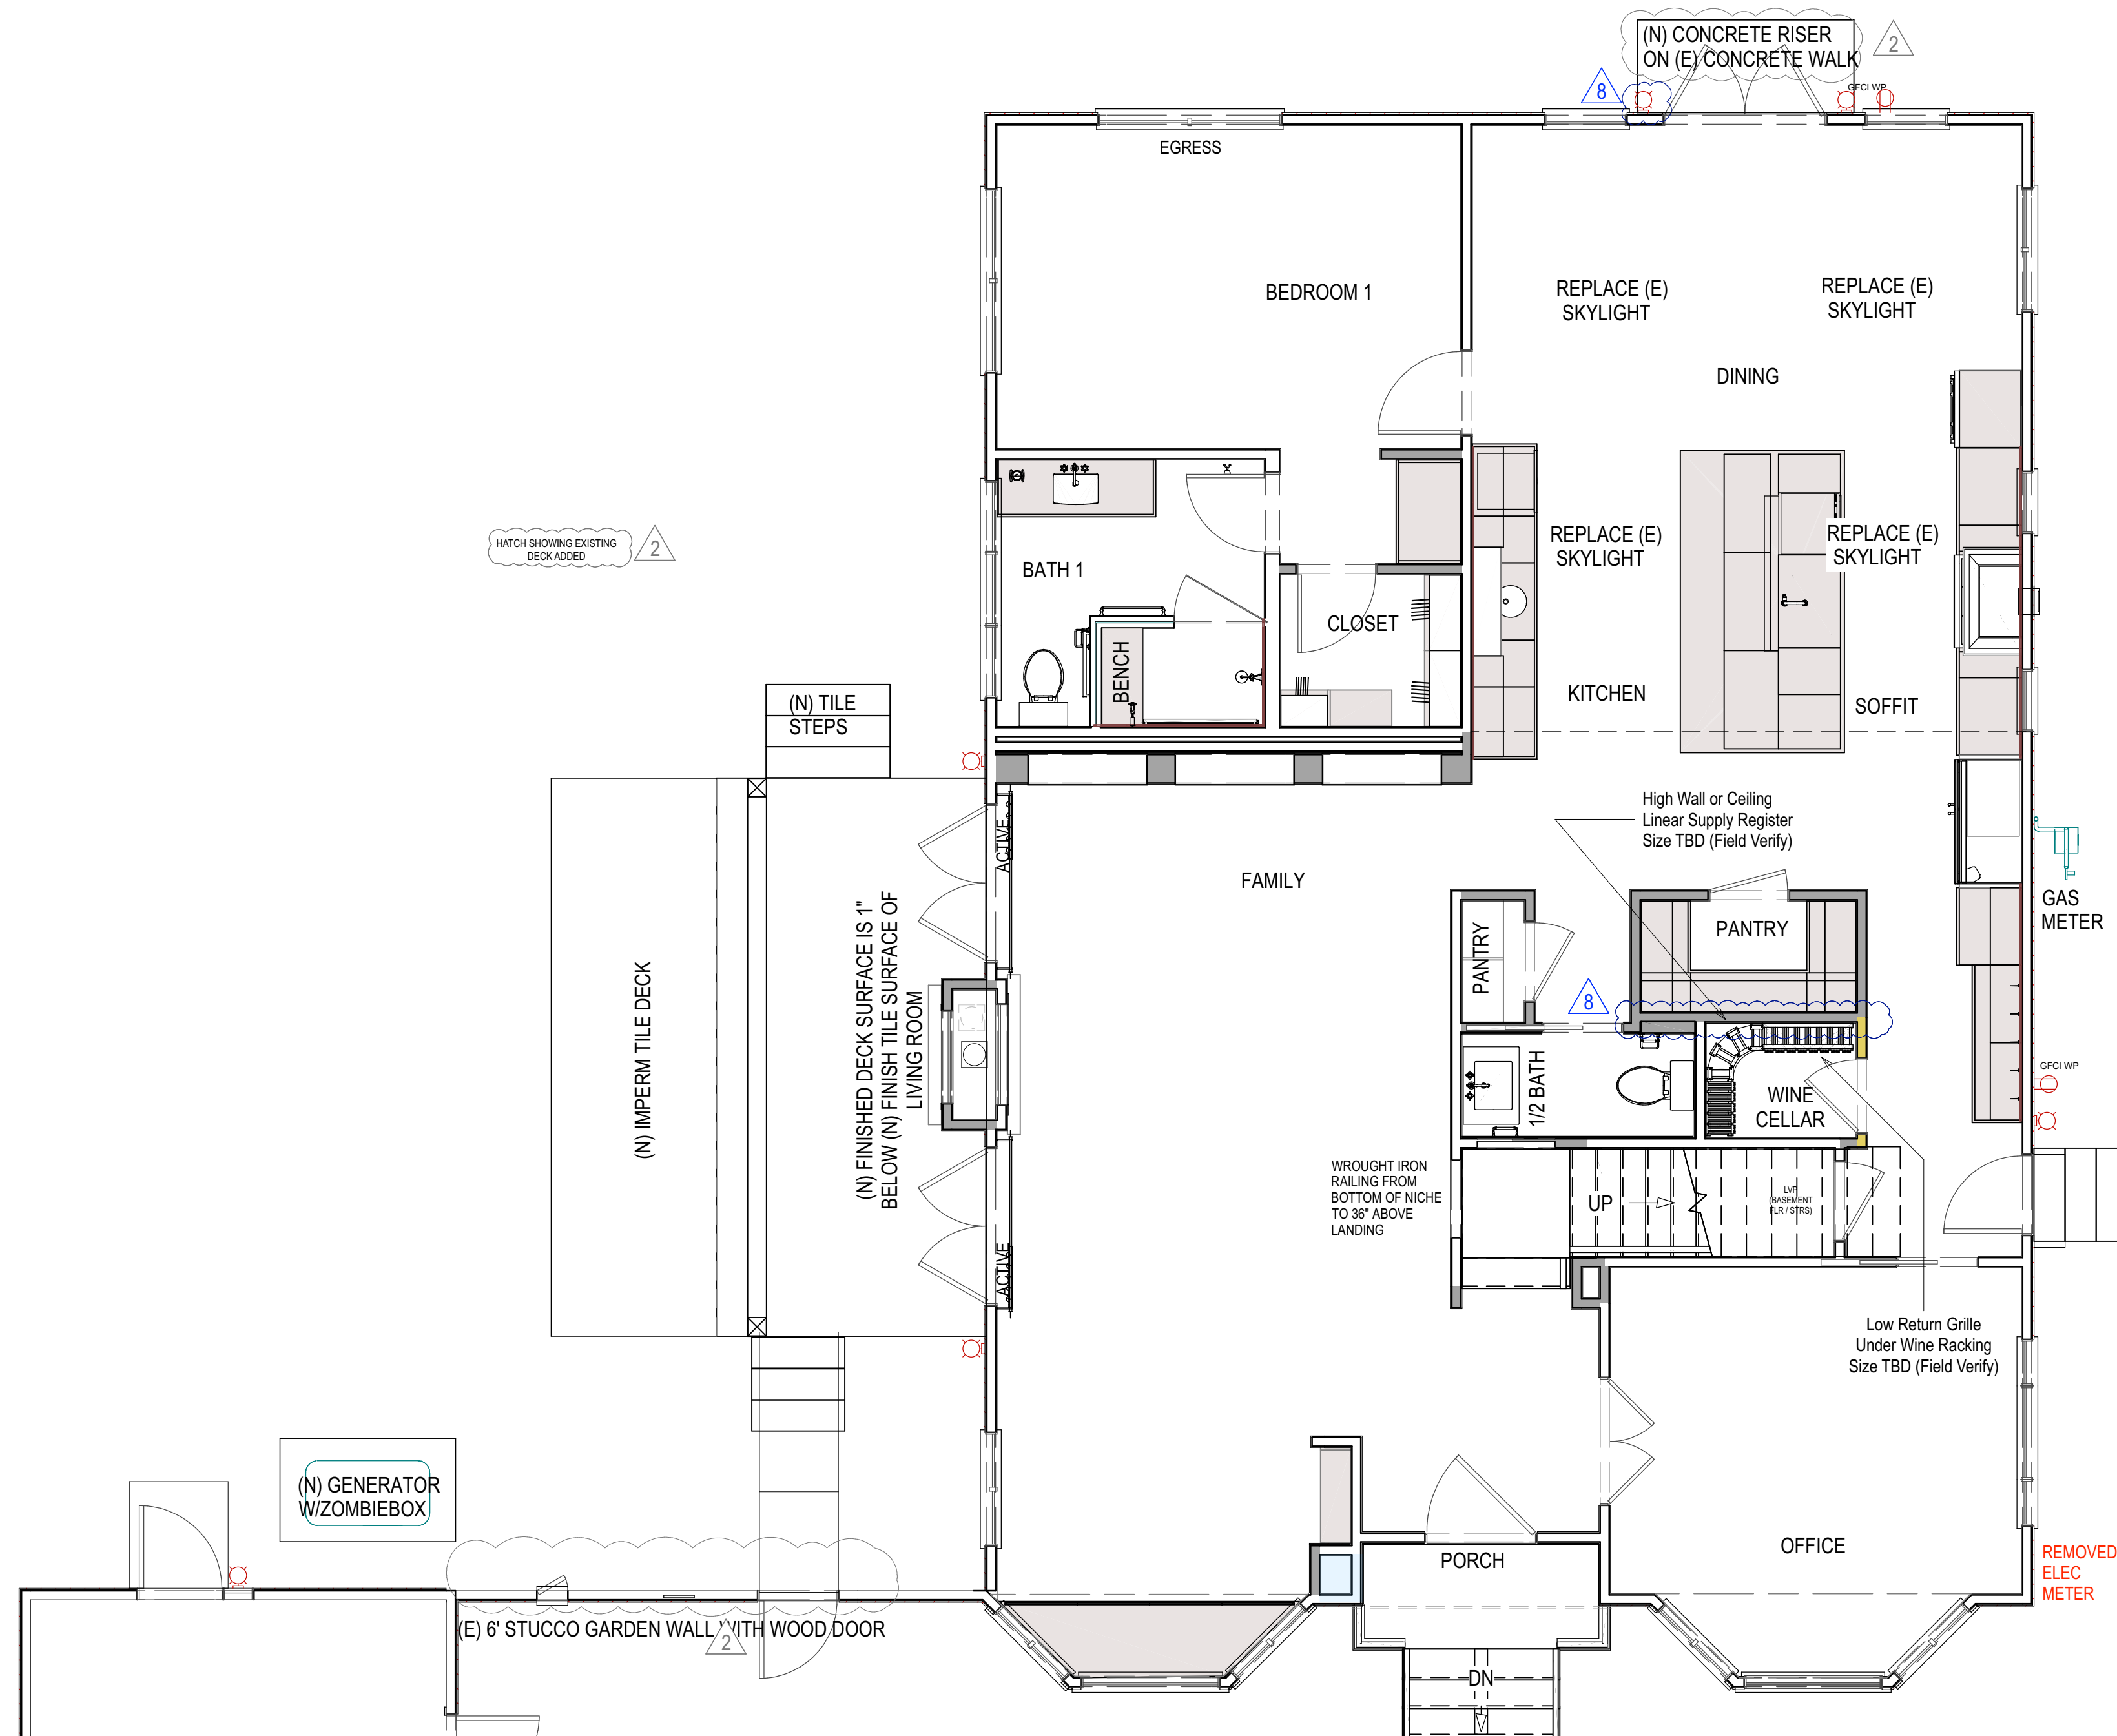 (N) CONCRETE RISER
ON (E) CONCRETE WALK
2
8
GFCI WP
EGRESS
BEDROOM 1
REPLACE (E)
SKYLIGHT
REPLACE (E)
SKYLIGHT
DINING
HATCH SHOWING EXISTING
DECK ADDED
2
REPLACE (E)
SKYLIGHT
REPLACE (E)
SKYLIGHT
BATH 1
CLOSET
BENCH
KITCHEN
SOFFIT
(N) TILE
STEPS
High Wall or Ceiling
Linear Supply Register
Size TBD (Field Verify)
ACTIVE
FAMILY
GAS
METER
PANTRY
PANTRY
(N) IMPERM TILE DECK
(N) FINISHED DECK SURFACE IS 1"
BELOW (N) FINISH TILE SURFACE OF
LIVING ROOM
8
GFCI WP
1/2 BATH
WINE
CELLAR
WROUGHT IRON
RAILING FROM
BOTTOM OF NICHE
TO 36" ABOVE
LANDING
UP
LVP
(BASEMENT
FLR / STRS)
ACTIVE
Low Return Grille
Under Wine Racking
Size TBD (Field Verify)
(N) GENERATOR
W/ZOMBIEBOX
PORCH
OFFICE
REMOVED
ELEC
METER
(E) 6' STUCCO GARDEN WALL WITH WOOD DOOR
2
DN